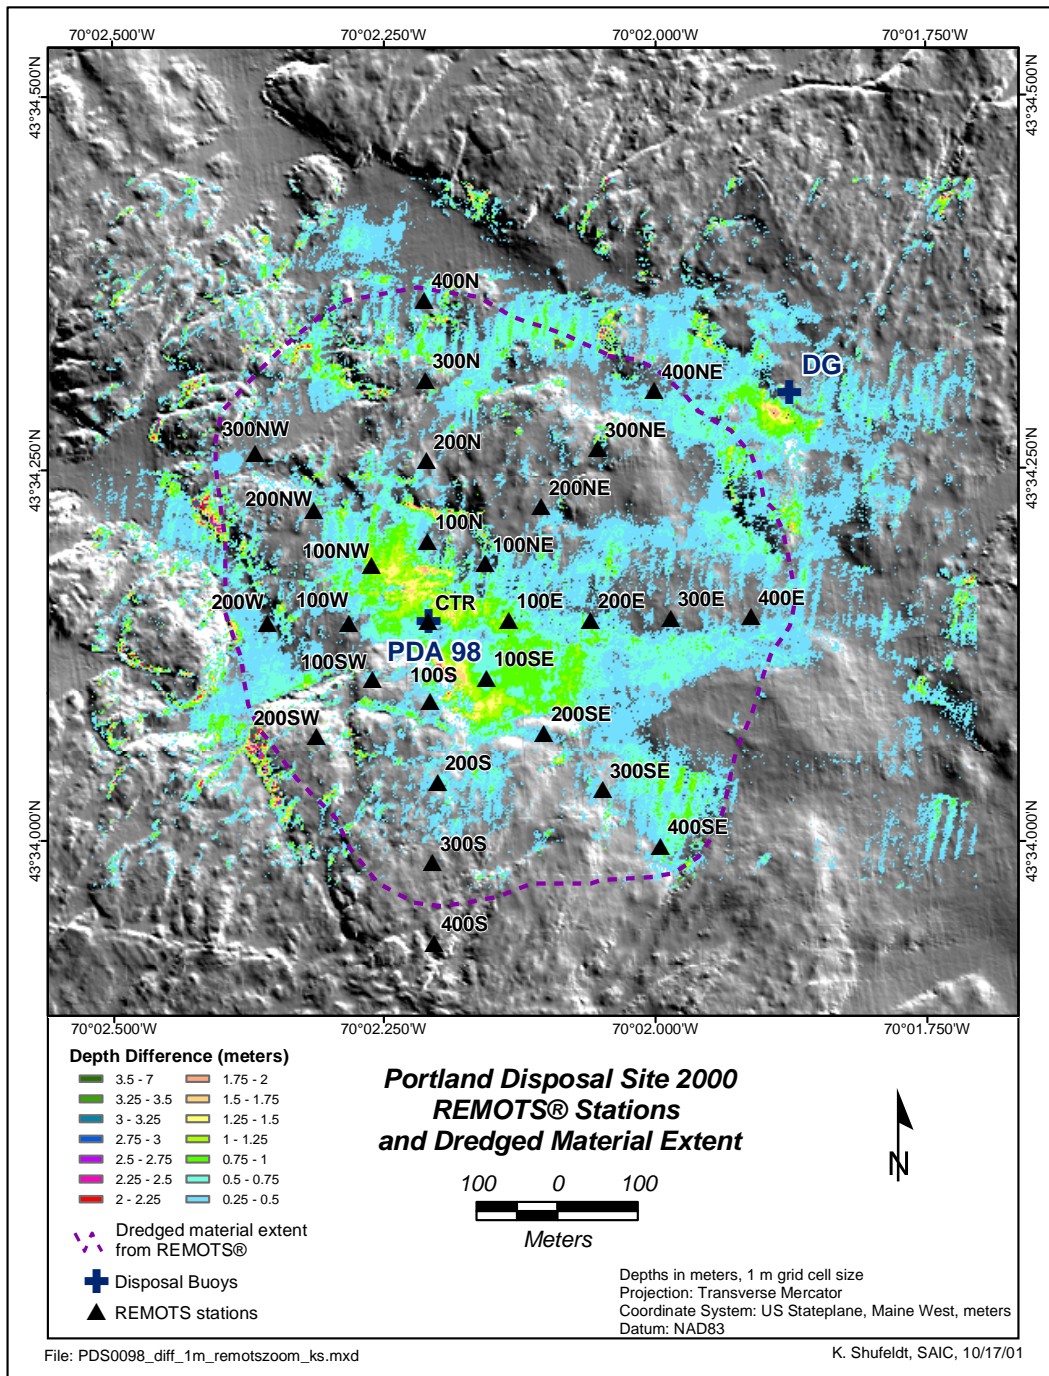 70°02.500'W 70°02.250'W 70°02.000'W 70°01.750'W
43°34.500'N 43°34.500'N
400N
DG
300N
400NE
300NW
300NE
43°34.250'N 43°34.250'N
200N
200NW
200NE
100N
100NW
100NE
200W
100W
CTR
100E
200E
300E
400E
PDA 98
100SW
100S
100SE
200SW
200SE
200S
300SE
43°34.000'N 43°34.000'N
400SE
300S
400S
70°02.500'W 70°02.250'W 70°02.000'W 70°01.750'W
Depth Difference (meters)
3.5 - 7 1.75 - 2
3.25 - 3.5 1.5 - 1.75
3 - 3.25 1.25 - 1.5
2.75 - 3 1 - 1.25
2.5 - 2.75 0.75 - 1
2.25 - 2.5 0.5 - 0.75
2 - 2.25 0.25 - 0.5
Dredged material extent
from REMOTS®
Disposal Buoys
REMOTS stations
Portland Disposal Site 2000
REMOTS® Stations
and Dredged Material Extent
100 0 100
Meters
N
Depths in meters, 1 m grid cell size
Projection: Transverse Mercator
Coordinate System: US Stateplane, Maine West, meters
Datum: NAD83
File: PDS0098_diff_1m_remotszoom_ks.mxd
K. Shufeldt, SAIC, 10/17/01